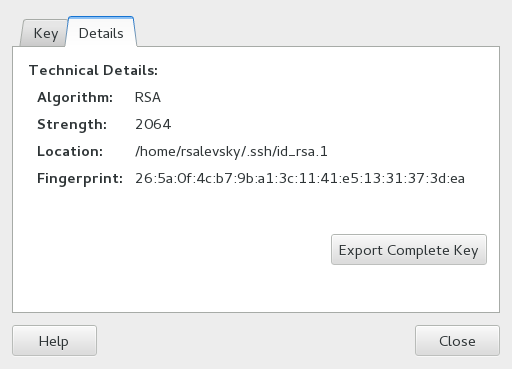 Key Details
Technical Details:
Algorithm: RSA
Strength: 2064
Location: /home/rsalevsky/.ssh/id_rsa.1
Fingerprint: 26:5a:0f:4c:b7:9b:a1:3c:11:41:e5:13:31:37:3d:ea
Export Complete Key
Help Close